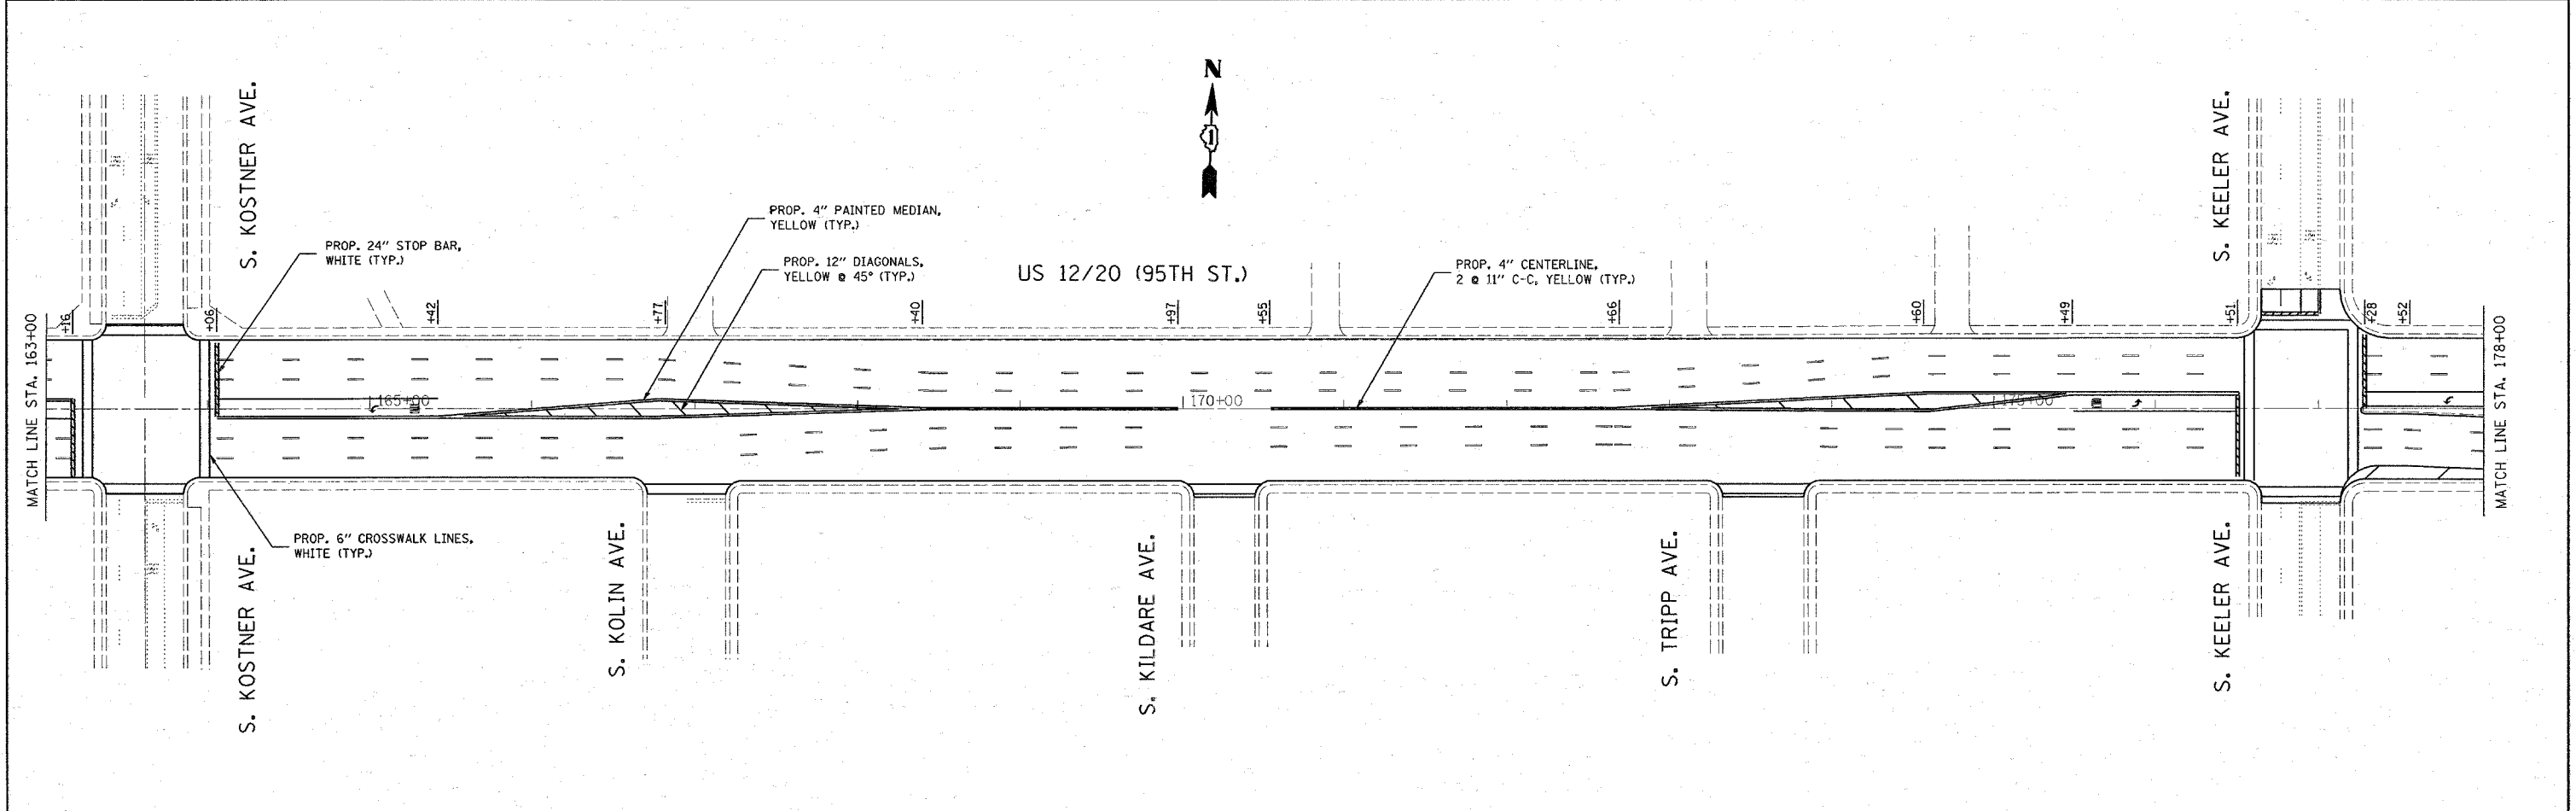 N
1
S. KOSTNER AVE.
S. KEELER AVE.
PROP. 24" STOP BAR,
WHITE (TYP.)
PROP. 4" PAINTED MEDIAN,
YELLOW (TYP.)
PROP. 12" DIAGONALS,
YELLOW @ 45° (TYP.)
US 12/20 (95TH ST.)
PROP. 4" CENTERLINE,
2 @ 11" C-C, YELLOW (TYP.)
MATCH LINE STA. 163+00
+16
+06
+42
+77
+40
+97
+55
+66
+60
+49
+51
+28
+52
MATCH LINE STA. 178+00
165+00
170+00
175+00
PROP. 6" CROSSWALK LINES,
WHITE (TYP.)
S. KOSTNER AVE.
S. KOLIN AVE.
S. KILDARE AVE.
S. TRIPP AVE.
S. KEELER AVE.